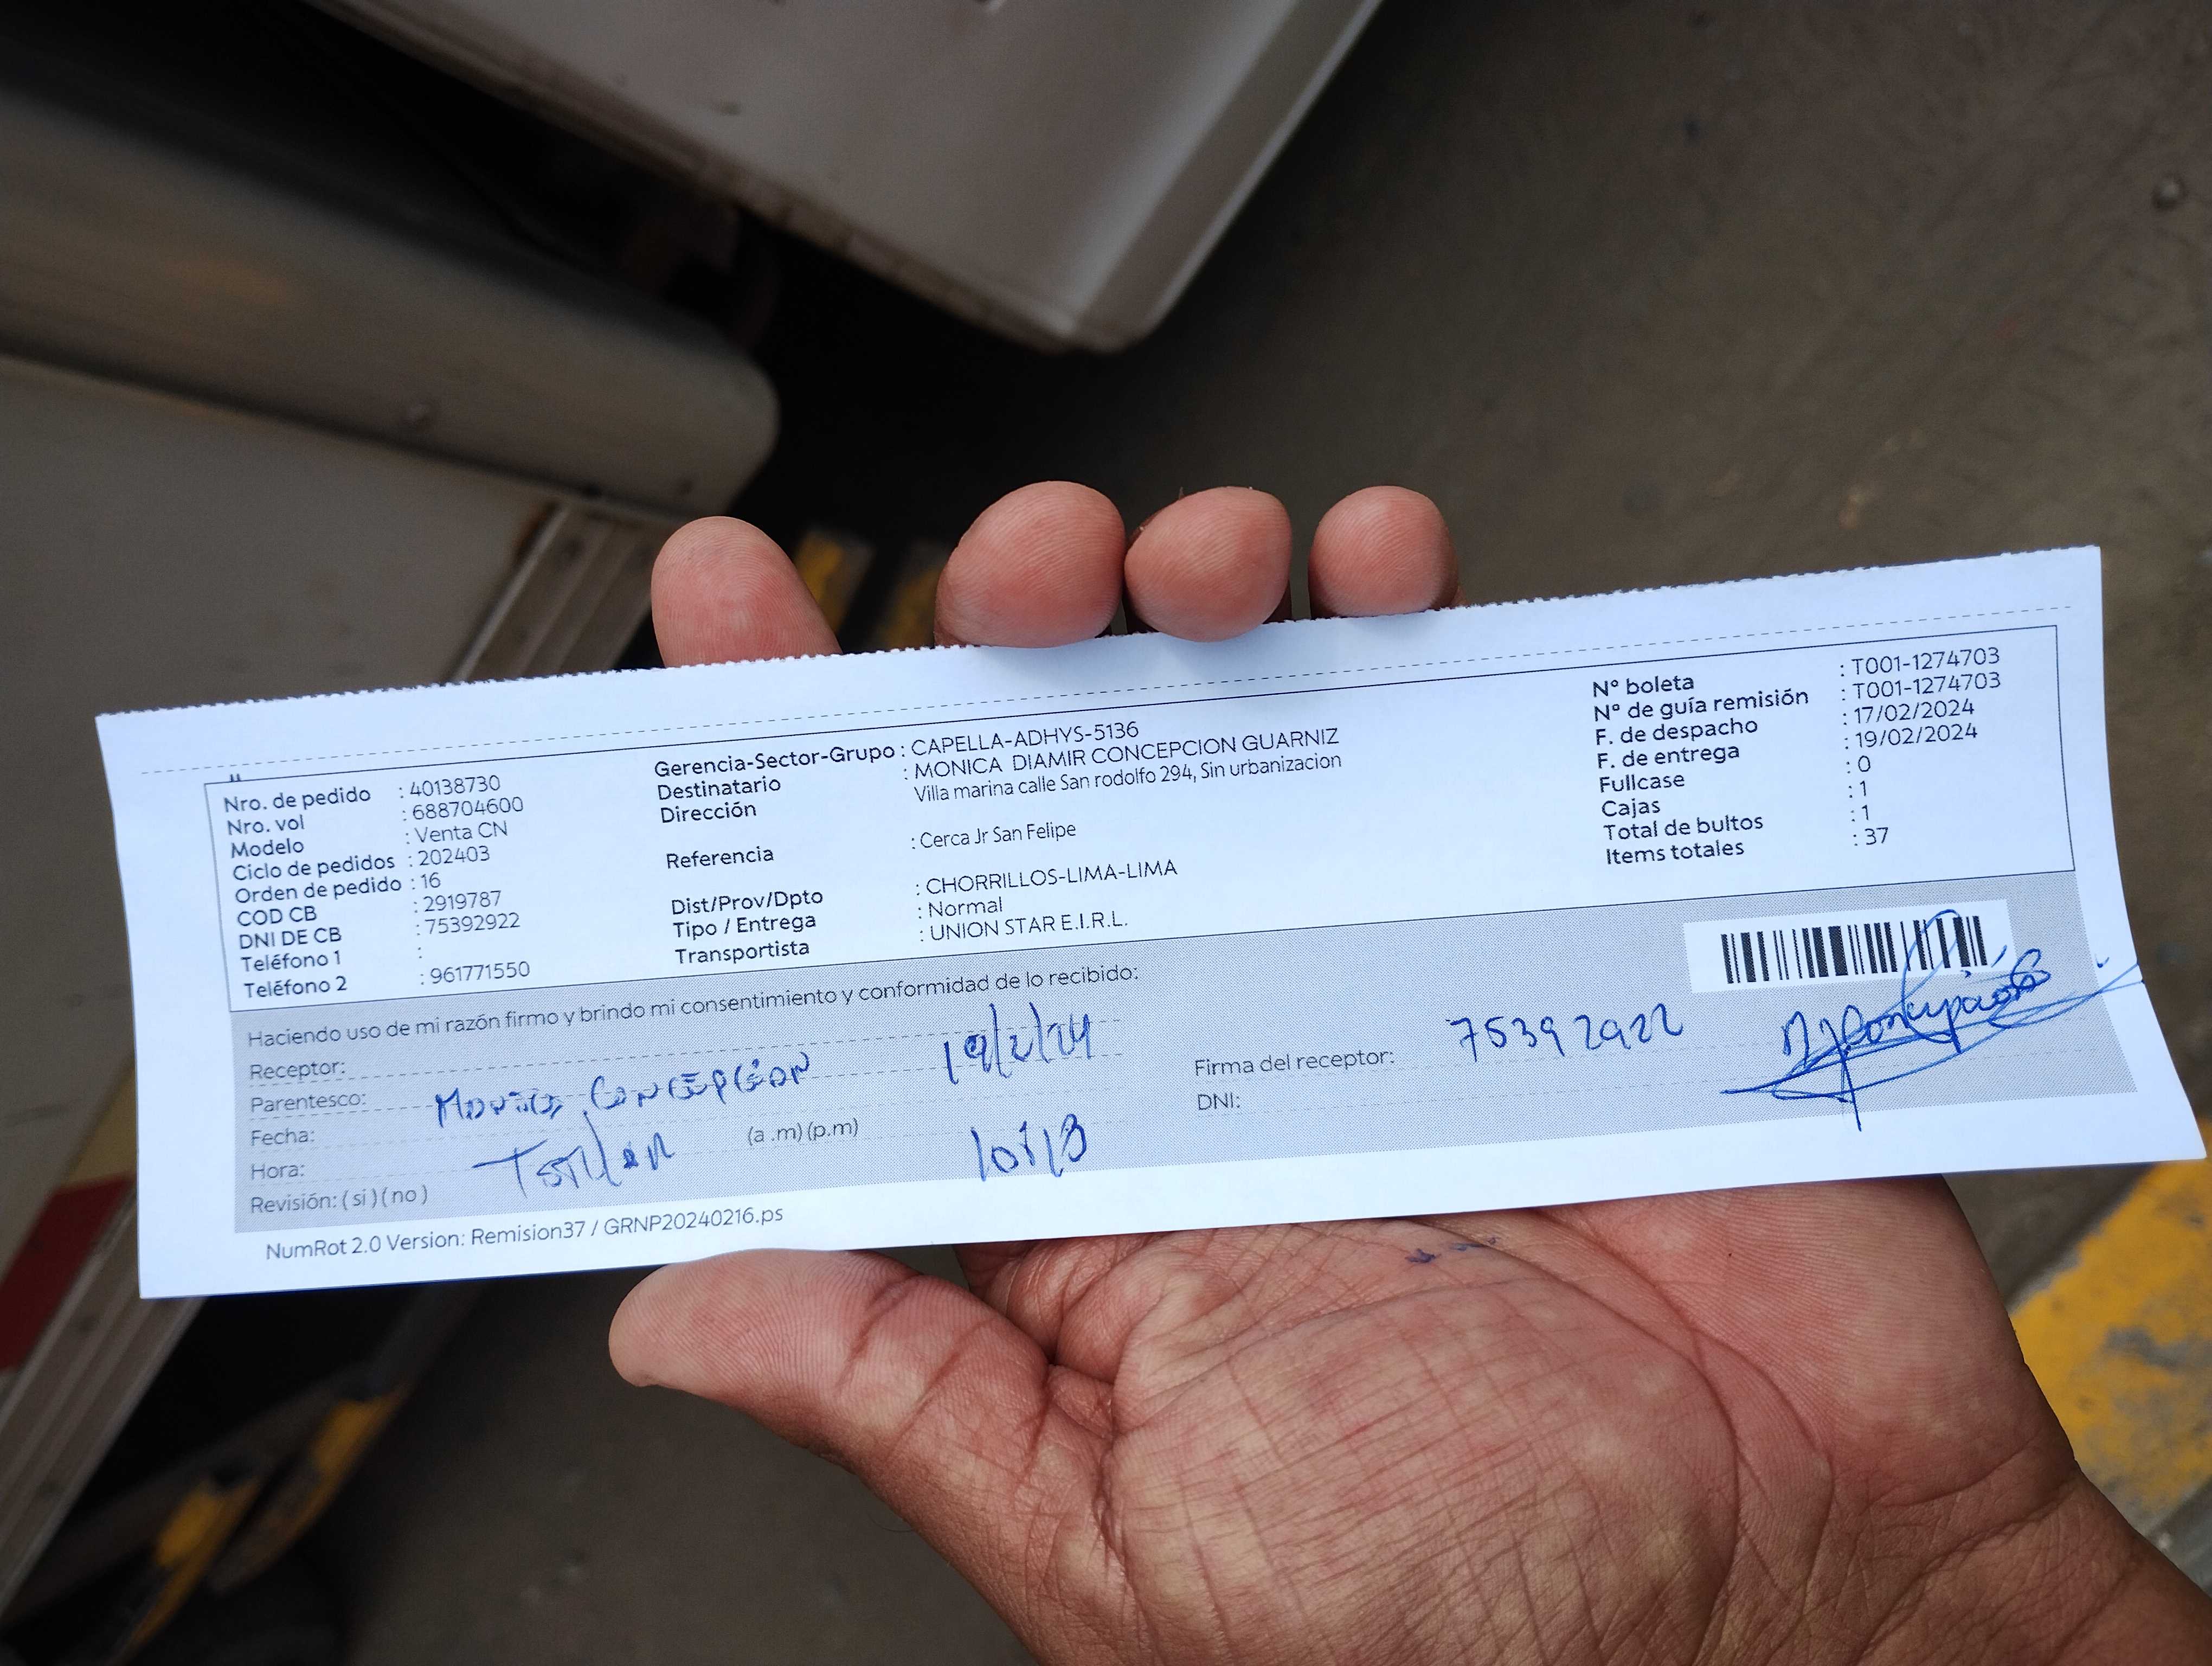 Nro. de pedido : 40138730
Nro. vol : 688704600
Modelo : Venta CN
Ciclo de pedidos : 202403
Orden de pedido : 16
COD CB : 2919787
DNI DE CB : 75392922
Teléfono 1 :
Teléfono 2 : 961771550
Gerencia-Sector-Grupo : CAPELLA-ADHYS-5136
Destinatario : MONICA DIAMIR CONCEPCION GUARNIZ
Dirección Villa marina calle San rodolfo 294, Sin urbanizacion
Referencia : Cerca Jr San Felipe
Dist/Prov/Dpto : CHORRILLOS-LIMA-LIMA
Tipo / Entrega : Normal
Transportista : UNION STAR E.I.R.L.
N° boleta : T001-1274703
N° de guía remisión : T001-1274703
F. de despacho : 17/02/2024
F. de entrega : 19/02/2024
Fullcase : 0
Cajas : 1
Total de bultos : 1
Items totales : 37
Haciendo uso de mi razón firmo y brindo mi consentimiento y conformidad de lo recibido:
Receptor:
Parentesco: Monica Concepcion 19/2/24
Fecha:
Hora: Titular (a .m) (p.m)
Revisión: ( si ) ( no )
Firma del receptor: 75392922
DNI:
NumRot 2.0 Version: Remision37 / GRNP20240216.ps